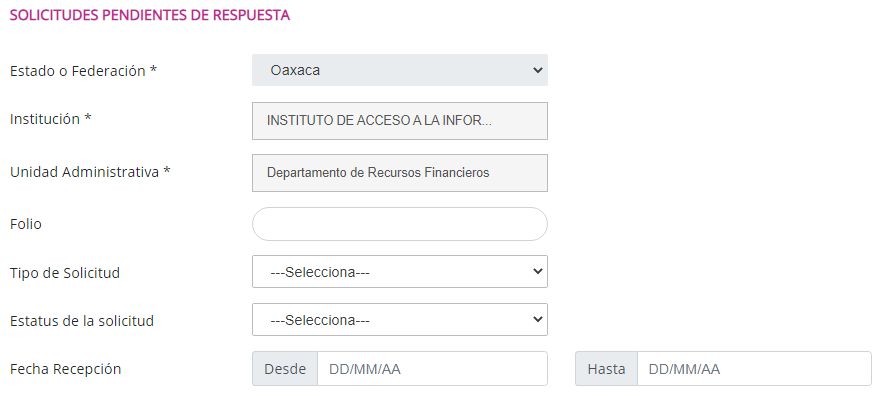 SOLICITUDES PENDIENTES DE RESPUESTA
Estado o Federación * Oaxaca
Institución * INSTITUTO DE ACCESO A LA INFOR...
Unidad Administrativa * Departamento de Recursos Financieros
Folio
Tipo de Solicitud ---Selecciona---
Estatus de la solicitud ---Selecciona---
Fecha Recepción Desde DD/MM/AA Hasta DD/MM/AA